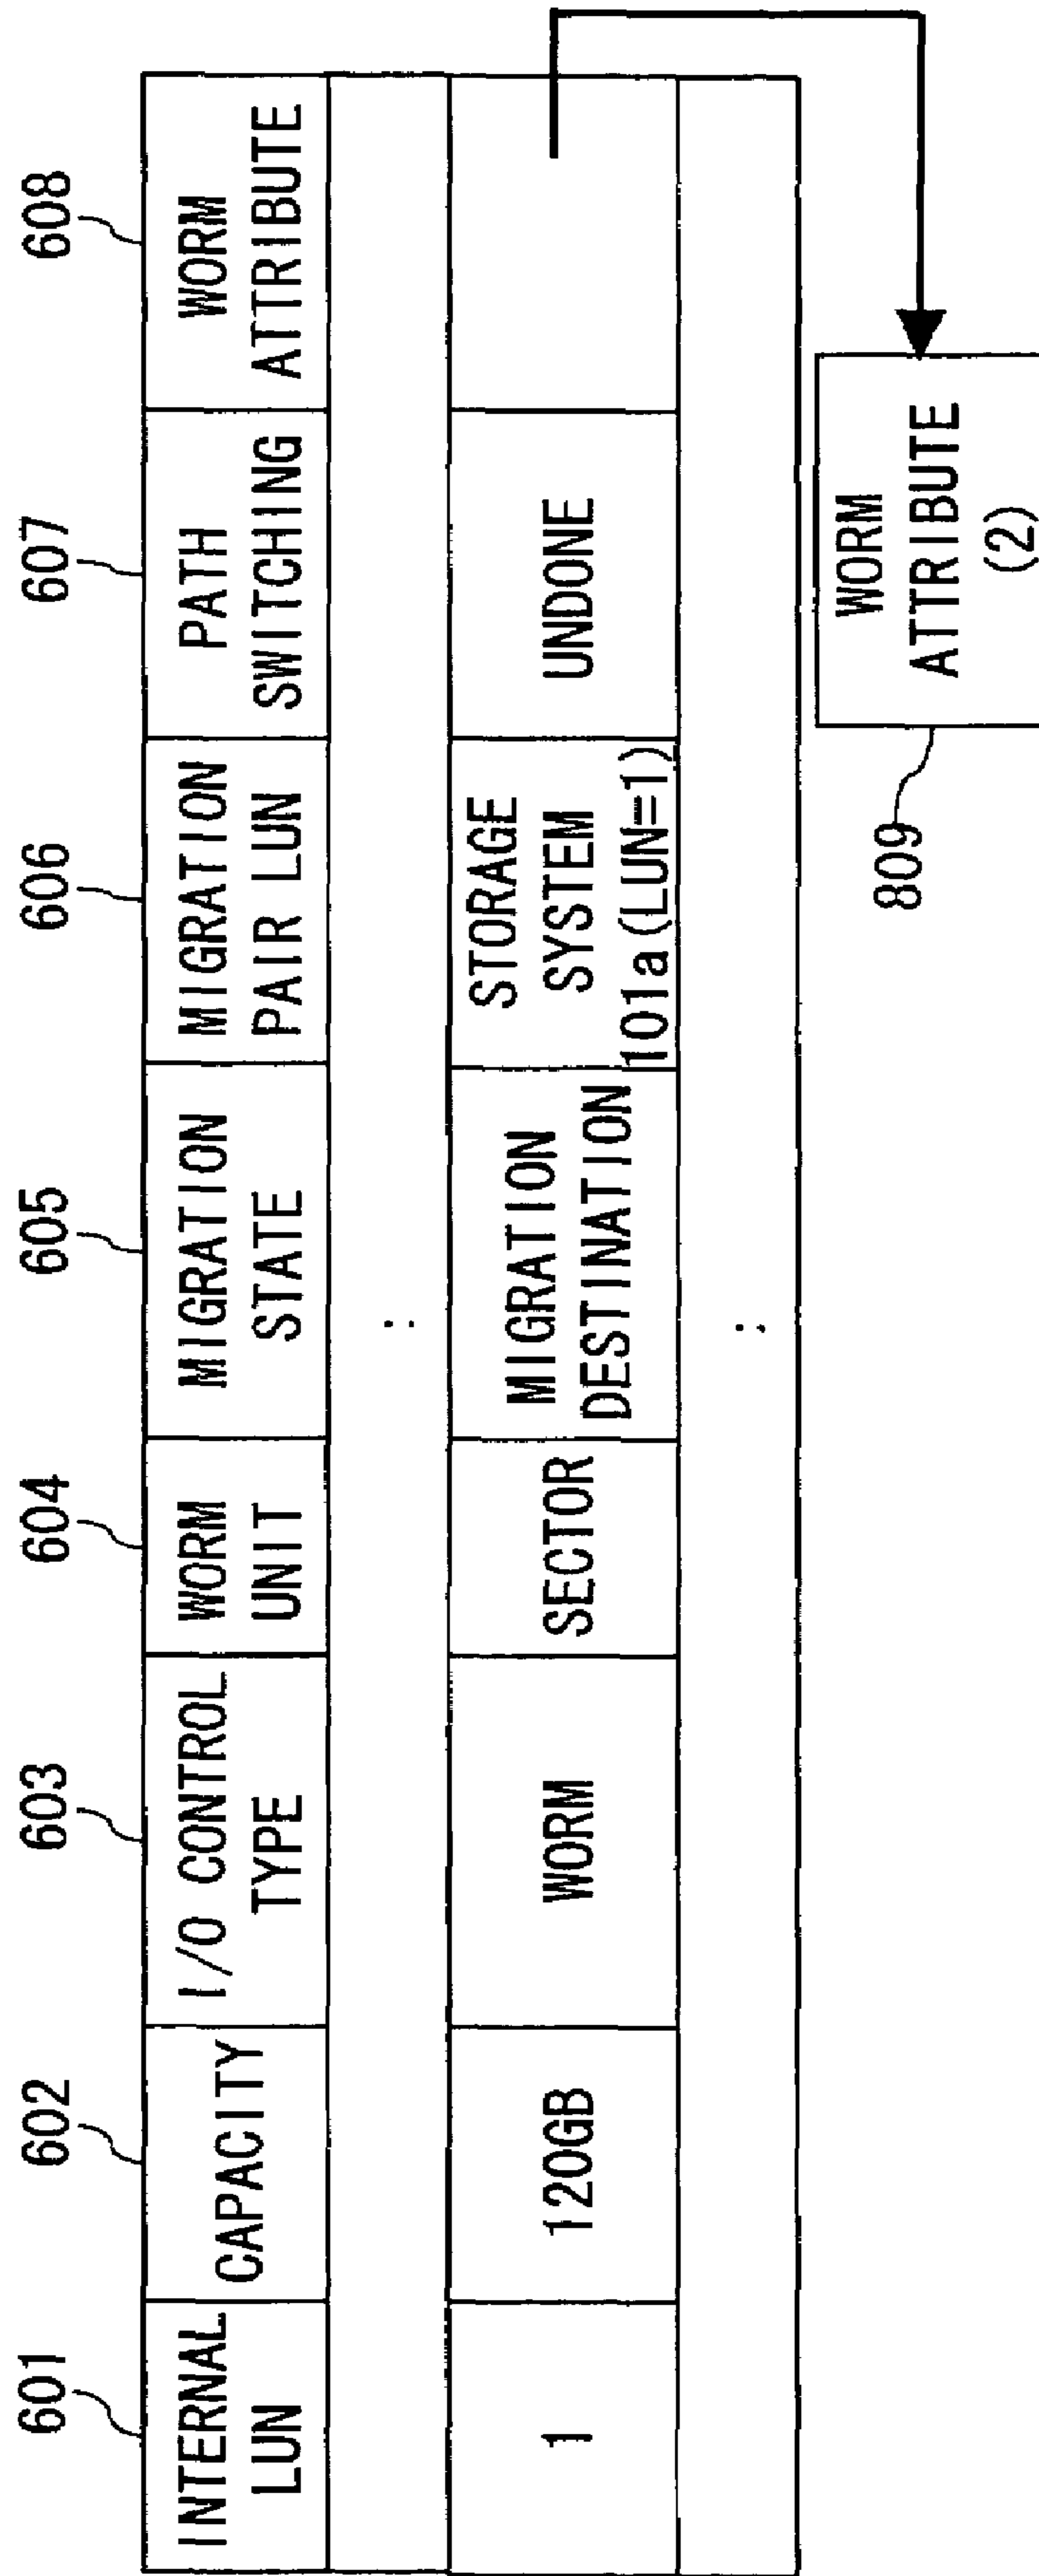 601
602
603
604
605
606
607
608
INTERNAL
LUN
CAPACITY
I/O CONTROL
TYPE
WORM
UNIT
MIGRATION
STATE
MIGRATION
PAIR LUN
PATH
SWITCHING
WORM
ATTRIBUTE
:
1
120GB
WORM
SECTOR
MIGRATION
DESTINATION
STORAGE
SYSTEM
101a(LUN=1)
UNDONE
:
809
WORM
ATTRIBUTE
(2)